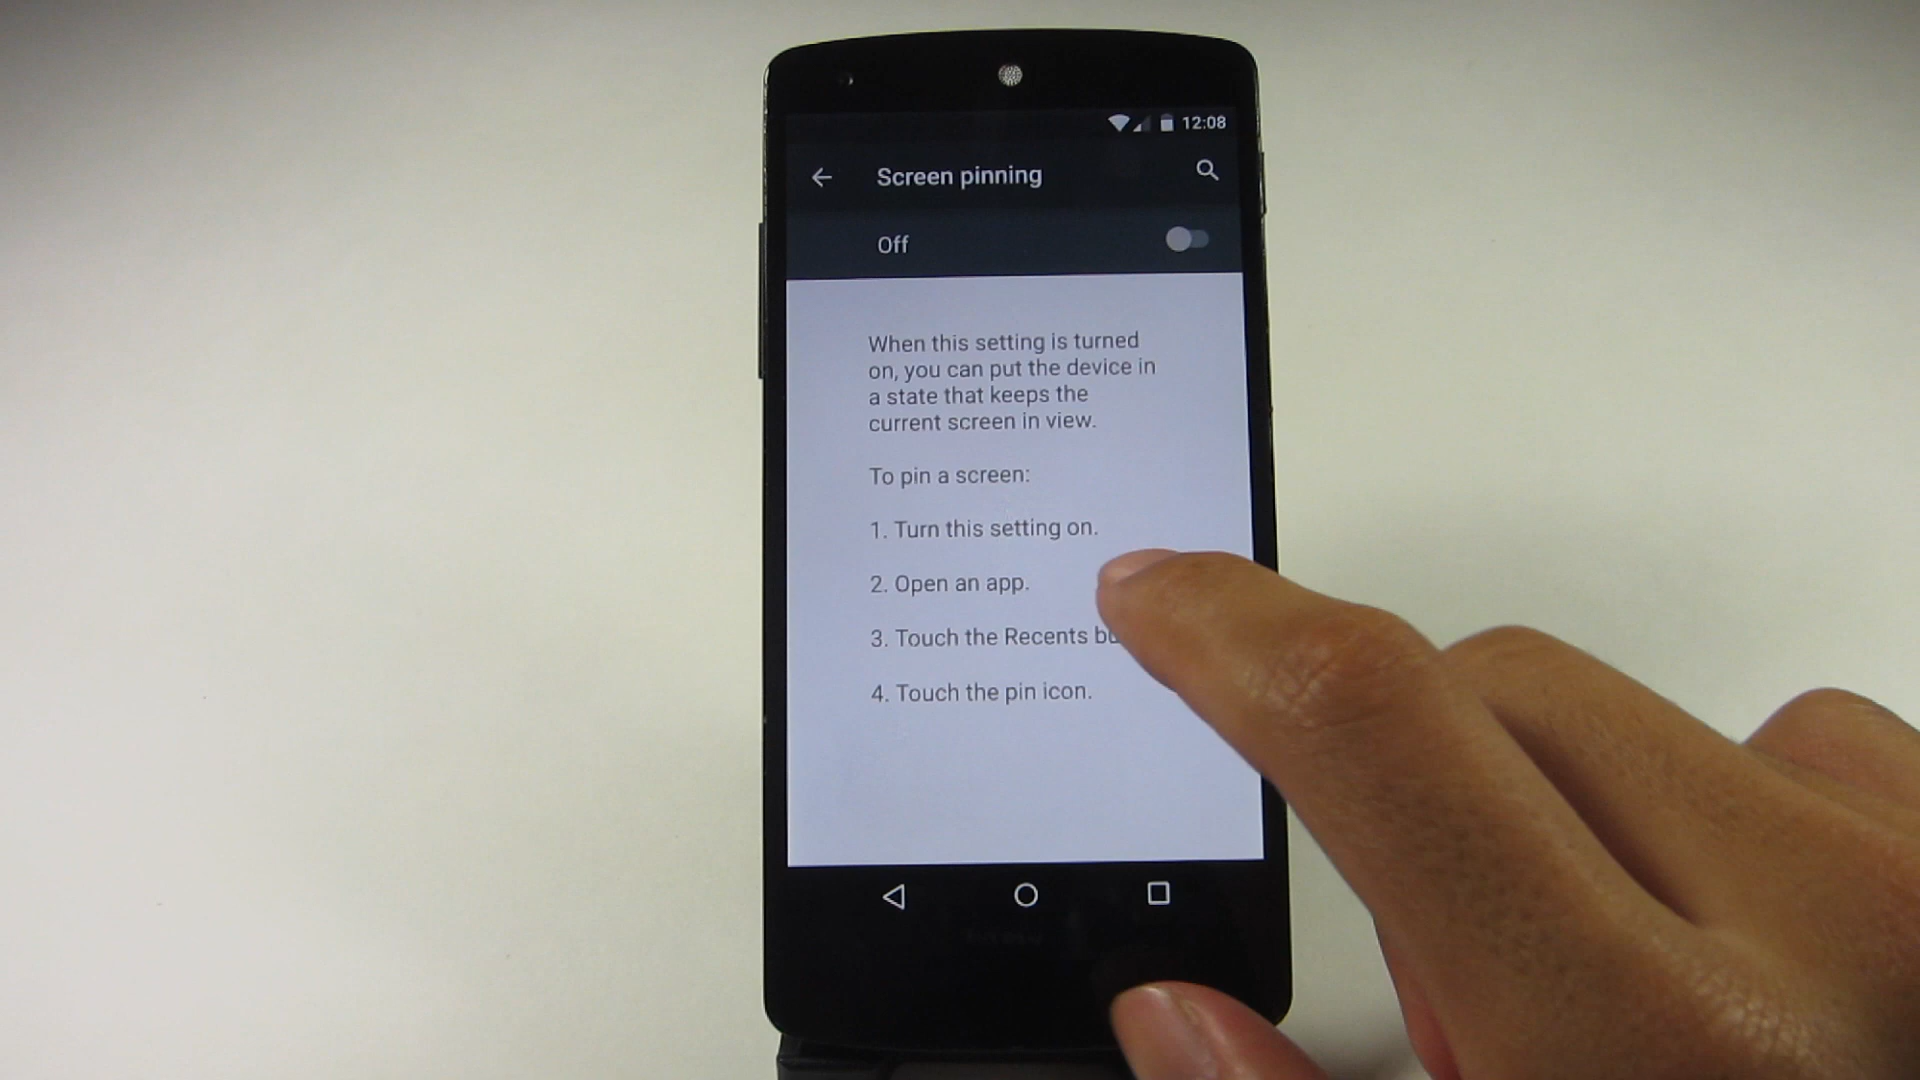 12:08
Screen pinning
Off
When this setting is turned
on, you can put the device in
a state that keeps the
current screen in view.
To pin a screen:
1. Turn this setting on.
2. Open an app.
3. Touch the Recents
4. Touch the pin icon.